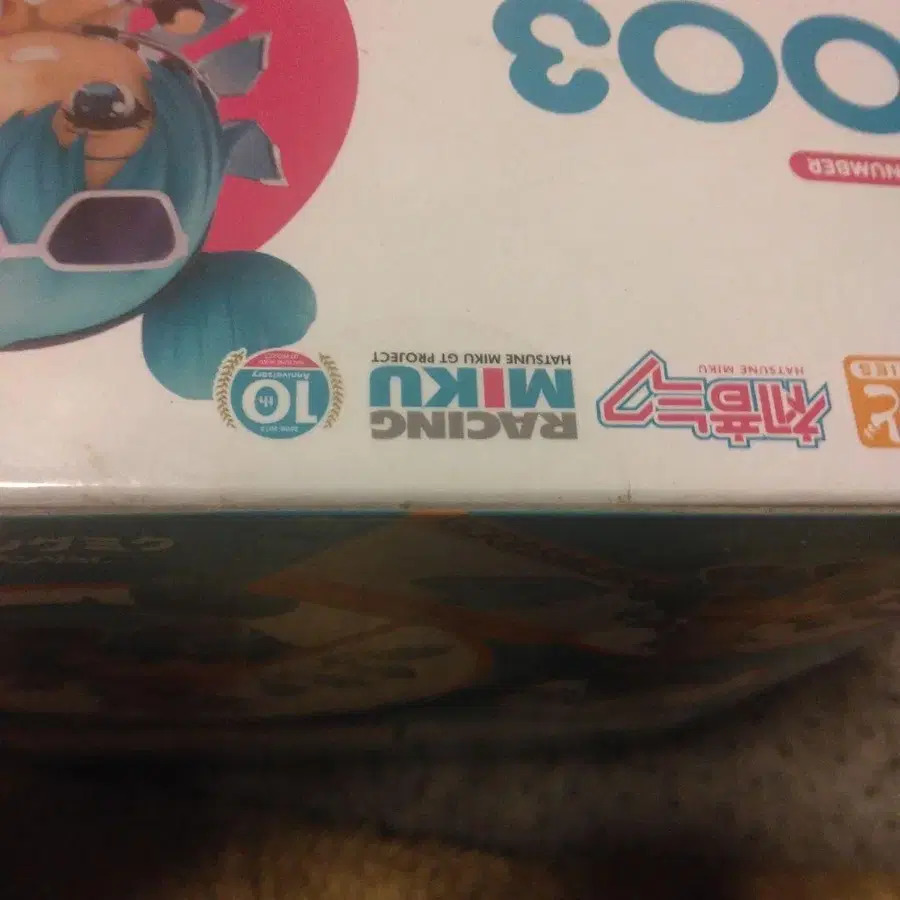 初音ミク
HATSUNE MIKU
RACING
MIKU
HATSUNE MIKU GT PROJECT
10th
Anniversary
NUMBER
003